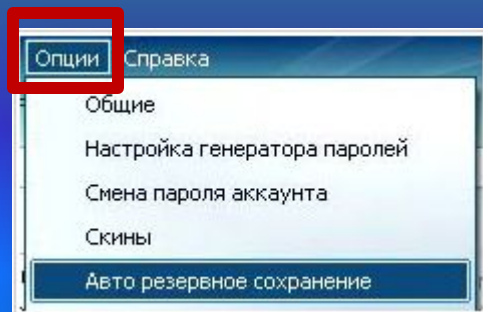 Опции Справка
Общие
Настройка генератора паролей
Смена пароля аккаунта
Скины
Авто резервное сохранение